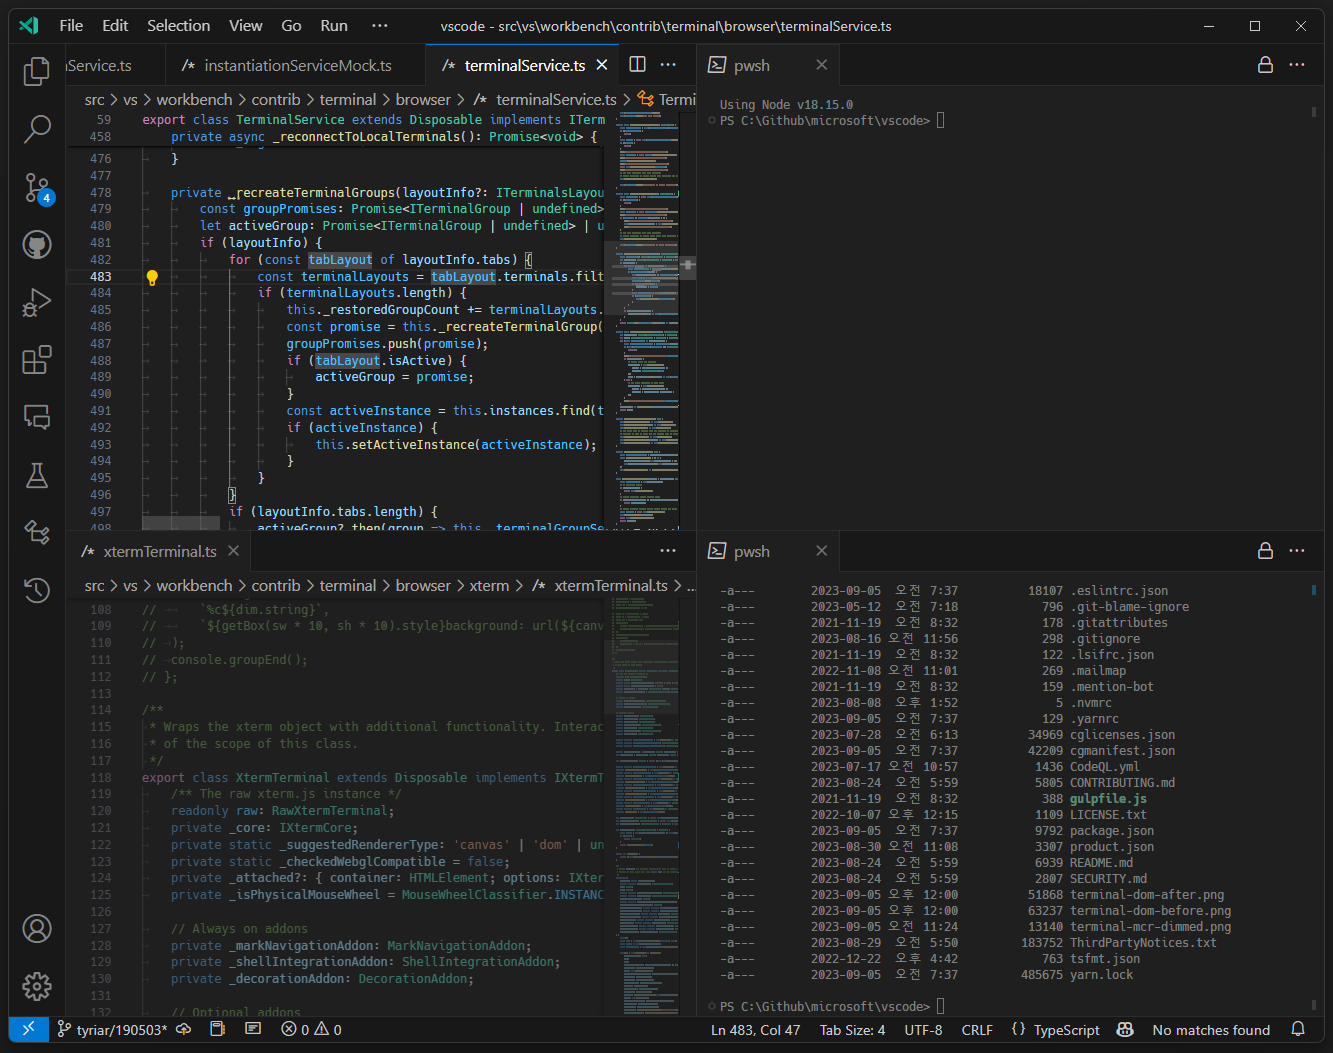 File Edit Selection View Go Run ··· vscode - src\vs\workbench\contrib\terminal\browser\terminalService.ts
Service.ts /* instantiationServiceMock.ts /* terminalService.ts
src > vs > workbench > contrib > terminal > browser > /* terminalService.ts > Termi
59 export class TerminalService extends Disposable implements ITerm
458 private async _reconnectToLocalTerminals(): Promise<void> {
476 }
477
478 private _recreateTerminalGroups(layoutInfo?: ITerminalsLayou
479 const groupPromises: Promise<ITerminalGroup | undefined>
480 let activeGroup: Promise<ITerminalGroup | undefined> | u
481 if (layoutInfo) {
482 for (const tabLayout of layoutInfo.tabs) {
483 const terminalLayouts = tabLayout.terminals.filt
484 if (terminalLayouts.length) {
485 this._restoredGroupCount += terminalLayouts.
486 const promise = this._recreateTerminalGroup(
487 groupPromises.push(promise);
488 if (tabLayout.isActive) {
489 activeGroup = promise;
490 }
491 const activeInstance = this.instances.find(t
492 if (activeInstance) {
493 this.setActiveInstance(activeInstance);
494 }
495 }
496 }
497 if (layoutInfo.tabs.length) {
498 activeGroup?.then(group => this._terminalGroupSe
4
pwsh
Using Node v18.15.0
PS C:\Github\microsoft\vscode>
xtermTerminal.ts
src > vs > workbench > contrib > terminal > browser > xterm > /* xtermTerminal.ts > ...
108 // `%c${dim.string}`,
109 // `${getBox(sw * 10, sh * 10).style}background: url(${canv
110 // );
111 // console.groupEnd();
112 // };
113
114 /**
115 * Wraps the xterm object with additional functionality. Interac
116 * of the scope of this class.
117 */
118 export class XtermTerminal extends Disposable implements IXtermT
119 /** The raw xterm.js instance */
120 readonly raw: RawXtermTerminal;
121 private _core: IXtermCore;
122 private static _suggestedRendererType: 'canvas' | 'dom' | un
123 private static _checkedWebglCompatible = false;
124 private _attached?: { container: HTMLElement; options: IXter
125 private _isPhysicalMouseWheel = MouseWheelClassifier.INSTANC
126
127 // Always on addons
128 private _markNavigationAddon: MarkNavigationAddon;
129 private _shellIntegrationAddon: ShellIntegrationAddon;
130 private _decorationAddon: DecorationAddon;
131
132 // Optional addons
pwsh
-a--- 2023-09-05 오전 7:37 18107 .eslintrc.json
-a--- 2023-05-12 오후 7:18 796 .git-blame-ignore
-a--- 2021-11-19 오전 8:32 178 .gitattributes
-a--- 2023-08-16 오전 11:56 298 .gitignore
-a--- 2021-11-19 오전 8:32 122 .lsifrc.json
-a--- 2022-11-08 오전 11:01 269 .mailmap
-a--- 2021-11-19 오전 8:32 159 .mention-bot
-a--- 2023-08-08 오후 1:52 5 .nvmrc
-a--- 2023-09-05 오전 7:37 129 .yarnrc
-a--- 2023-07-28 오전 6:13 34969 cglicenses.json
-a--- 2023-09-05 오전 7:37 42209 cgmanifest.json
-a--- 2023-07-17 오전 10:57 1436 CodeQL.yml
-a--- 2023-08-24 오전 5:59 5805 CONTRIBUTING.md
-a--- 2021-11-19 오전 8:32 388 gulpfile.js
-a--- 2022-10-07 오후 12:15 1109 LICENSE.txt
-a--- 2023-09-05 오전 7:37 9792 package.json
-a--- 2023-08-30 오전 11:08 3307 product.json
-a--- 2023-08-24 오전 5:59 6939 README.md
-a--- 2023-08-24 오전 5:59 2807 SECURITY.md
-a--- 2023-09-05 오후 12:00 51868 terminal-dom-after.png
-a--- 2023-09-05 오후 12:00 63237 terminal-dom-before.png
-a--- 2023-09-05 오전 11:24 13140 terminal-mcr-dimmed.png
-a--- 2023-08-29 오전 5:50 183752 ThirdPartyNotices.txt
-a--- 2022-12-22 오후 4:42 763 tsfmt.json
-a--- 2023-09-05 오전 7:37 485675 yarn.lock
PS C:\Github\microsoft\vscode>
tyriar/190503* 0 0 Ln 483, Col 47 Tab Size: 4 UTF-8 CRLF {} TypeScript No matches found